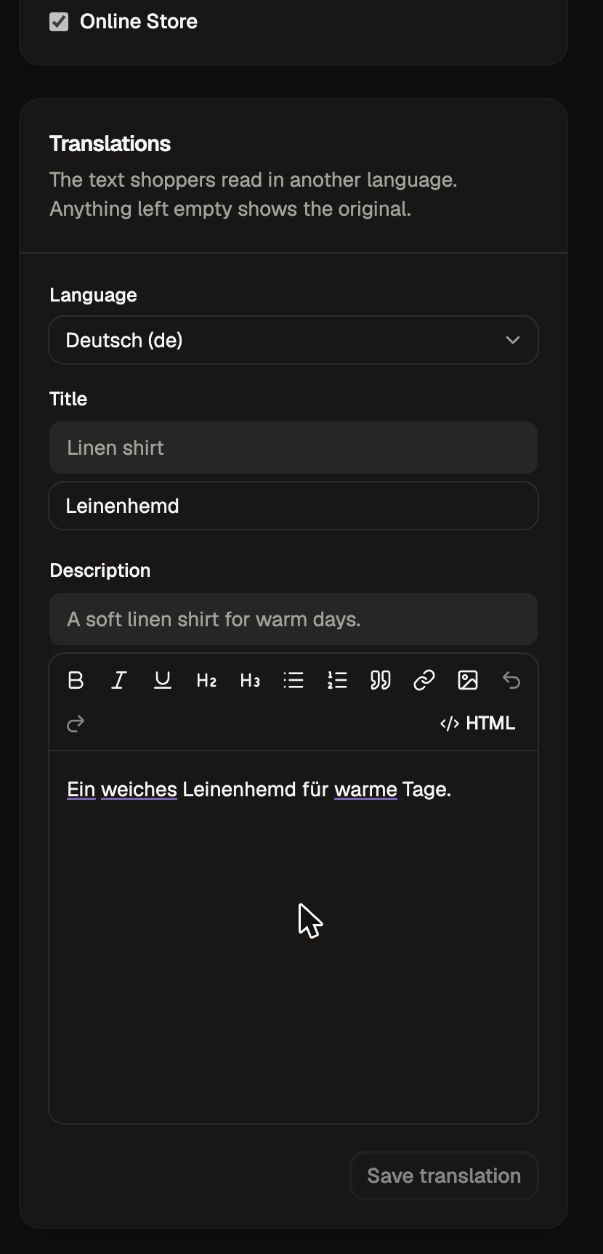 Online Store
Translations
The text shoppers read in another language.
Anything left empty shows the original.
Language
Deutsch (de)
Title
Linen shirt
Leinenhemd
Description
A soft linen shirt for warm days.
B I U H2 H3
</> HTML
Ein weiches Leinenhemd für warme Tage.
Save translation